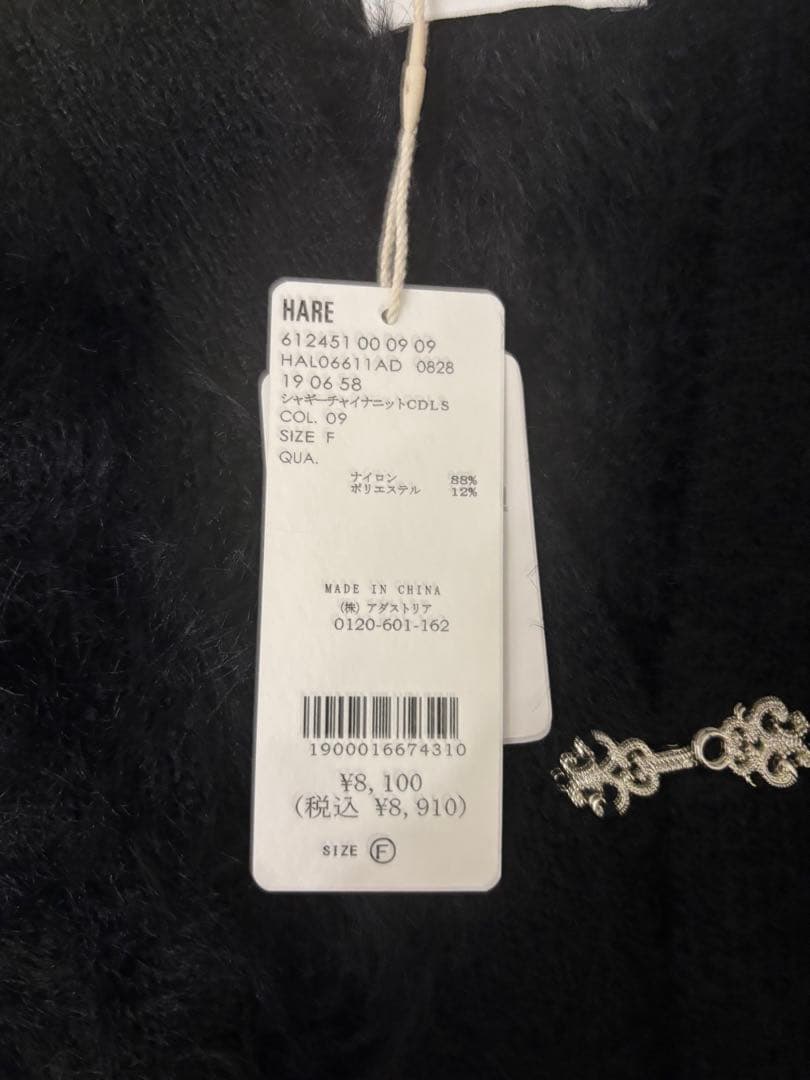 HARE
612451 00 09 09
HAL06611AD 0828
19 06 58
シャギーチャイナニットCDLS
COL. 09
SIZE F
QUA.
ナイロン 88%
ポリエステル 12%
MADE IN CHINA
(株) アダストリア
0120-601-162
1900016674310
¥8,100
(税込 ¥8,910)
SIZE Ⓕ